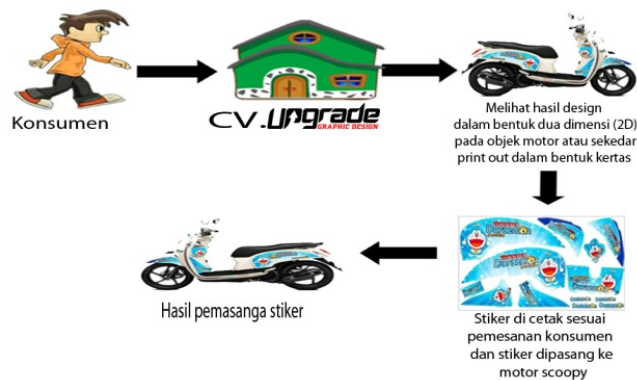 Konsumen
CV.Upgrade
GRAPHIC DESIGN
Melihat hasil design
dalam bentuk dua dimensi (2D)
pada objek motor atau sekedar
print out dalam bentuk kertas
Stiker di cetak sesuai
pemesanan konsumen
dan stiker dipasang ke
motor scoopy
Hasil pemasanga stiker